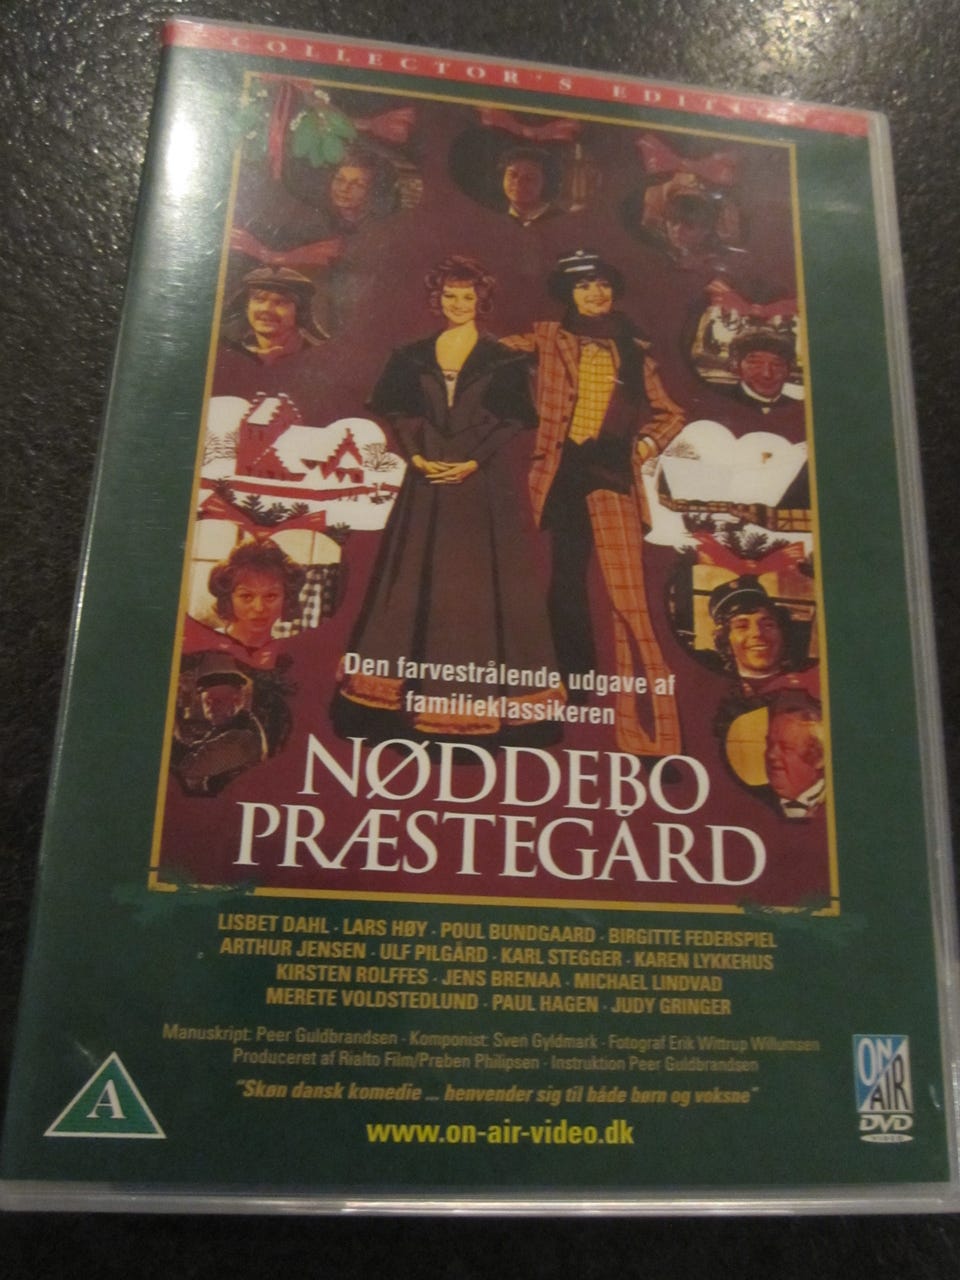 COLLECTOR'S EDITION
Den farvestrålende udgave af
familieklassikeren
NØDDEBO
PRÆSTEGÅRD
LISBET DAHL · LARS HØY · POUL BUNDGAARD · BIRGITTE FEDERSPIEL
ARTHUR JENSEN · ULF PILGÅRD · KARL STEGGER · KAREN LYKKEHUS
KIRSTEN ROLFFES · JENS BRENAA · MICHAEL LINDVAD
MERETE VOLDSTEDLUND · PAUL HAGEN · JUDY GRINGER
Manuskript: Peer Guldbrandsen · Komponist: Sven Gyldmark · Fotograf Erik Wittrup Willumsen
Produceret af Rialto Film/Preben Philipsen · Instruktion Peer Guldbrandsen
"Skøn dansk komedie ... henvender sig til både børn og voksne"
www.on-air-video.dk
A
ON/
AIR
DVD
VIDEO